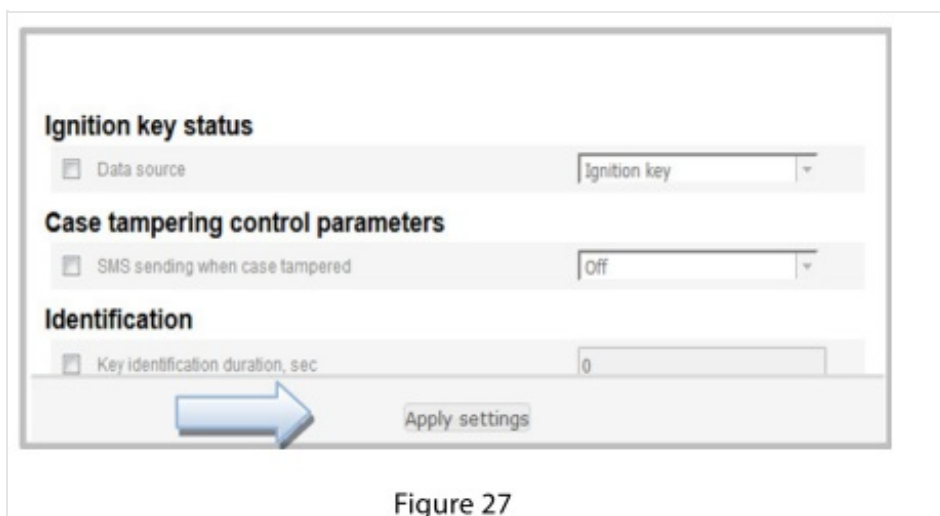 Ignition key status
Data source Ignition key
Case tampering control parameters
SMS sending when case tampered Off
Identification
Key identification duration, sec 0
Apply settings
Figure 27